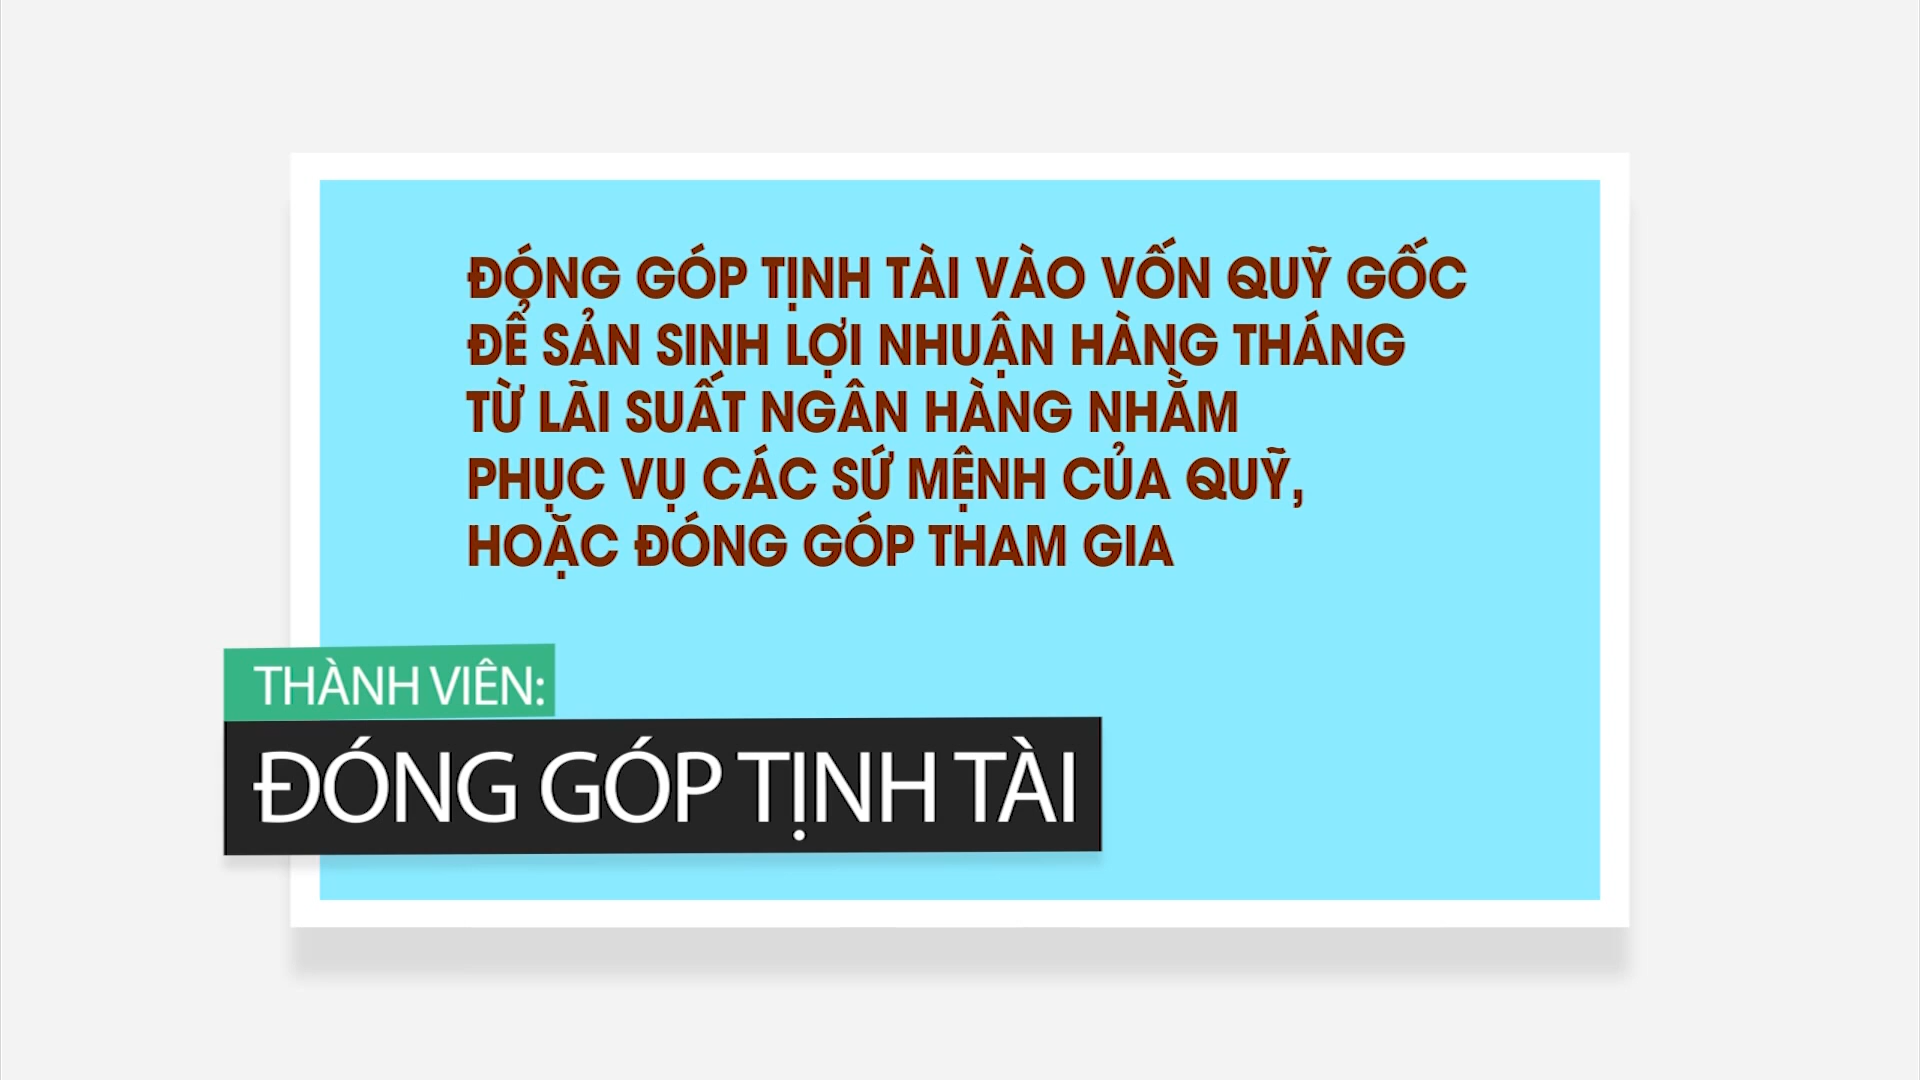 ĐÓNG GÓP TỊNH TÀI VÀO VỐN QUỸ GỐC
ĐỂ SẢN SINH LỢI NHUẬN HÀNG THÁNG
TỪ LÃI SUẤT NGÂN HÀNG NHẰM
PHỤC VỤ CÁC SỨ MỆNH CỦA QUỸ,
HOẶC ĐÓNG GÓP THAM GIA
THÀNH VIÊN:
ĐÓNG GÓP TỊNH TÀI